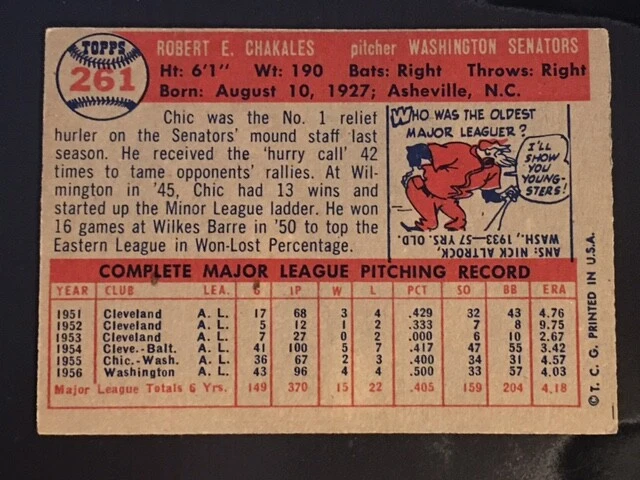 TOPPS
261
ROBERT E. CHAKALES pitcher WASHINGTON SENATORS
Ht: 6'1" Wt: 190 Bats: Right Throws: Right
Born: August 10, 1927; Asheville, N.C.
Chic was the No. 1 relief
hurler on the Senators' mound staff last
season. He received the 'hurry call' 42
times to tame opponents' rallies. At Wil-
mington in '45, Chic had 13 wins and
started up the Minor League ladder. He won
16 games at Wilkes Barre in '50 to top the
Eastern League in Won-Lost Percentage.
WHO WAS THE OLDEST
MAJOR LEAGUER?
I'LL
SHOW
YOU
YOUNG-
STERS!
ANS: NICK ALTROCK,
WASH., 1933-57 YRS. OLD.
COMPLETE MAJOR LEAGUE PITCHING RECORD
YEAR CLUB LEA. G IP W L PCT SO BB ERA
1951 Cleveland A. L. 17 68 3 4 .429 32 43 4.76
1952 Cleveland A. L. 5 12 1 2 .333 7 8 9.75
1953 Cleveland A. L. 7 27 0 2 .000 6 10 2.67
1954 Cleve.-Balt. A. L. 41 100 5 7 .417 47 55 3.42
1955 Chic.-Wash. A. L. 36 67 2 3 .400 34 31 4.57
1956 Washington A. L. 43 96 4 4 .500 33 57 4.03
Major League Totals 6 Yrs. 149 370 15 22 .405 159 204 4.18
© T. C. G. PRINTED IN U.S.A.